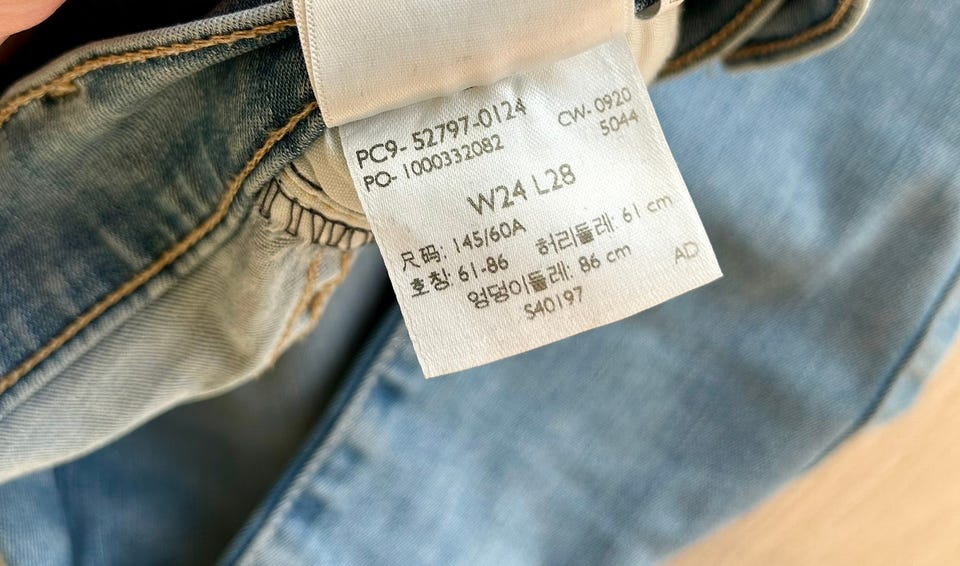 PC9- 52797-0124 CW- 0920
PO- 1000332082 5044
W24 L28
尺码: 145/60A 허리둘레: 61 cm
호칭: 61-86 엉덩이둘레: 86 cm AD
S40197